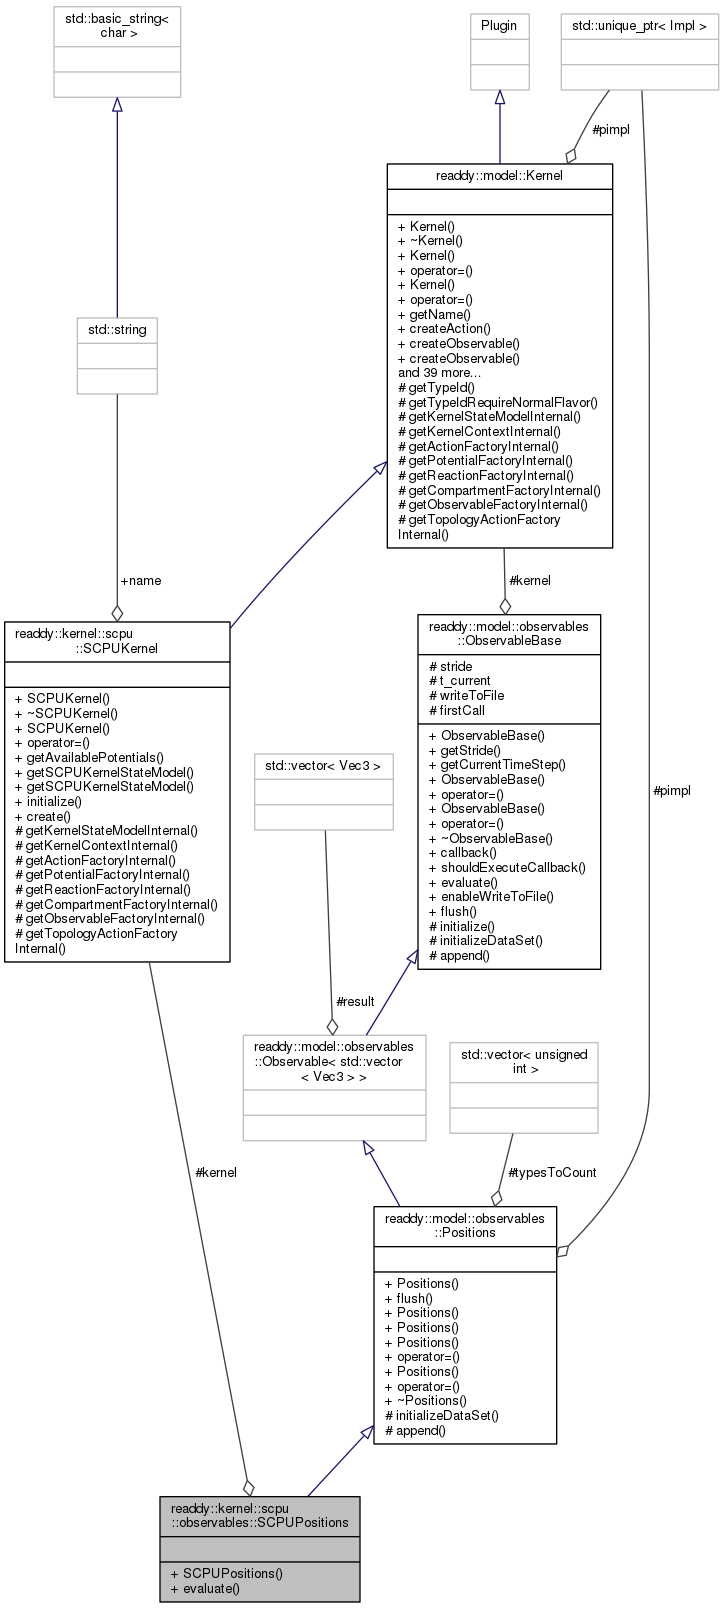 std::basic_string<
char >
Plugin
std::unique_ptr< Impl >
#pimpl
readdy::model::Kernel
+ Kernel()
+ ~Kernel()
+ Kernel()
+ operator=()
+ Kernel()
+ operator=()
+ getName()
+ createAction()
+ createObservable()
+ createObservable()
and 39 more...
# getTypeId()
# getTypeIdRequireNormalFlavor()
# getKernelStateModelInternal()
# getKernelContextInternal()
# getActionFactoryInternal()
# getPotentialFactoryInternal()
# getReactionFactoryInternal()
# getCompartmentFactoryInternal()
# getObservableFactoryInternal()
# getTopologyActionFactory
Internal()
std::string
+name
#kernel
readdy::kernel::scpu
::SCPUKernel
+ SCPUKernel()
+ ~SCPUKernel()
+ SCPUKernel()
+ operator=()
+ getAvailablePotentials()
+ getSCPUKernelStateModel()
+ getSCPUKernelStateModel()
+ initialize()
+ create()
# getKernelStateModelInternal()
# getKernelContextInternal()
# getActionFactoryInternal()
# getPotentialFactoryInternal()
# getReactionFactoryInternal()
# getCompartmentFactoryInternal()
# getObservableFactoryInternal()
# getTopologyActionFactory
Internal()
readdy::model::observables
::ObservableBase
# stride
# t_current
# writeToFile
# firstCall
+ ObservableBase()
+ getStride()
+ getCurrentTimeStep()
+ ObservableBase()
+ operator=()
+ ObservableBase()
+ operator=()
+ ~ObservableBase()
+ callback()
+ shouldExecuteCallback()
+ evaluate()
+ enableWriteToFile()
+ flush()
# initialize()
# initializeDataSet()
# append()
std::vector< Vec3 >
#pimpl
#result
readdy::model::observables
::Observable< std::vector
< Vec3 > >
std::vector< unsigned
int >
#kernel
#typesToCount
readdy::model::observables
::Positions
+ Positions()
+ flush()
+ Positions()
+ Positions()
+ Positions()
+ operator=()
+ Positions()
+ operator=()
+ ~Positions()
# initializeDataSet()
# append()
readdy::kernel::scpu
::observables::SCPUPositions
+ SCPUPositions()
+ evaluate()